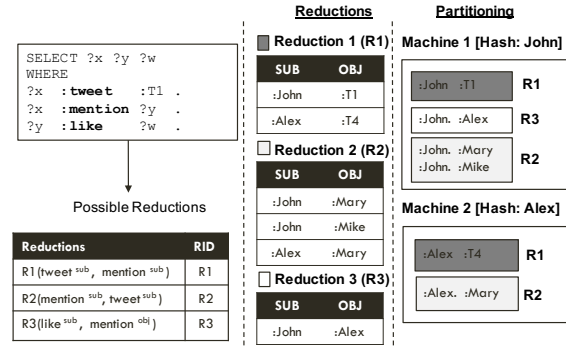 SELECT ?x ?y ?w
WHERE
?x :tweet :T1 .
?x :mention ?y .
?y :like ?w .
Possible Reductions
Reductions RID
R1(tweet sub, mention sub) R1
R2(mention sub, tweet sub) R2
R3(like sub, mention obj) R3
Reductions
Reduction 1 (R1)
SUB OBJ
:John :T1
:Alex :T4
Reduction 2 (R2)
SUB OBJ
:John :Mary
:John :Mike
:Alex :Mary
Reduction 3 (R3)
SUB OBJ
:John :Alex
Partitioning
Machine 1 [Hash: John]
:John :T1 R1
:John. :Alex R3
:John. :Mary
:John. :Mike
R2
Machine 2 [Hash: Alex]
:Alex :T4 R1
:Alex. :Mary R2